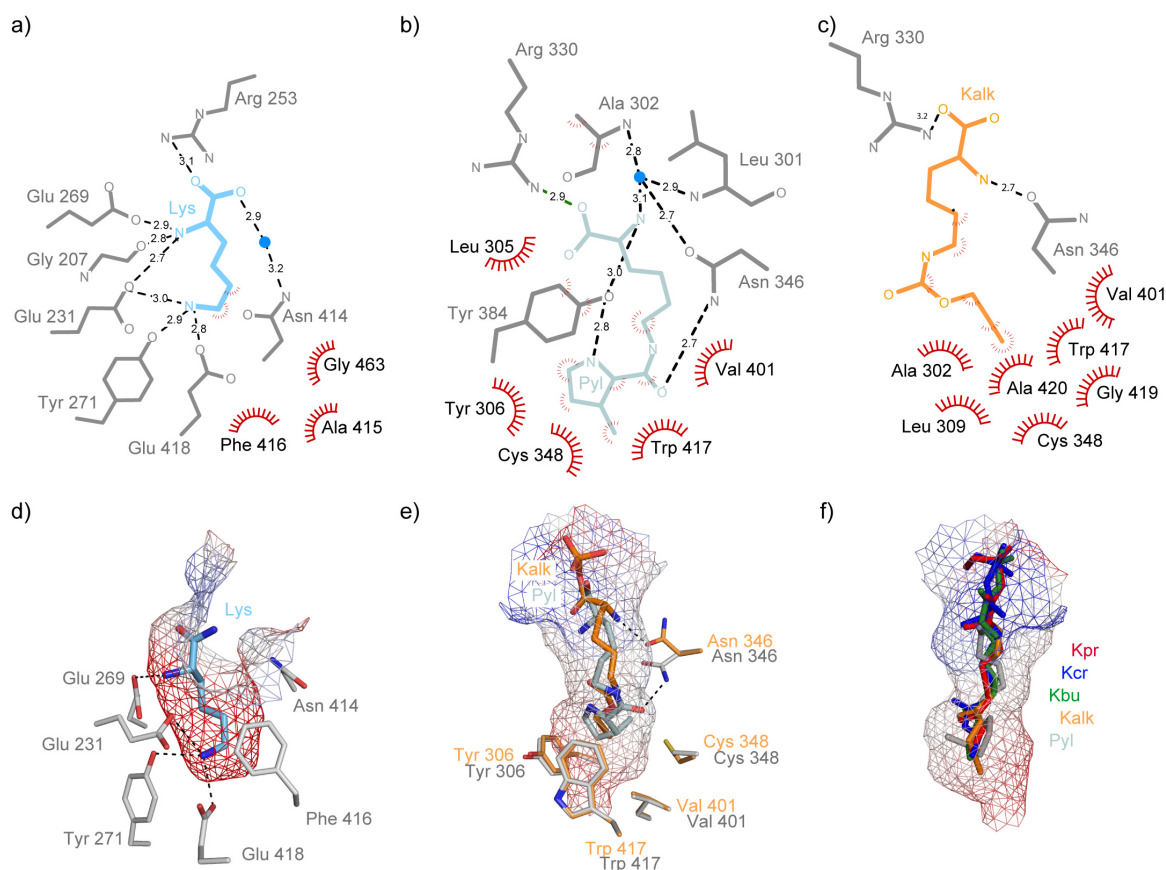 a)
Arg 253
N
N
N
3.1
O
O
Glu 269
O
O
Lys
2.9
2.9
N
2.8
O
Gly 207
N
2.7
3.2
O
3.0
N
N
Glu 231
O
2.9
2.8
O
Asn 414
O
O
O
Gly 463
Tyr 271
Glu 418
Phe 416
Ala 415
b)
Arg 330
Ala 302
N
N
N
2.8
O
Leu 301
N
2.9
N
O
2.9
3.1
O
O
N
2.7
O
Leu 305
3.0
O
Asn 346
N
Tyr 384
2.8
N
2.7
N
Pyl
O
Val 401
Tyr 306
Cys 348
Trp 417
c)
Arg 330
Kalk
N
O
O
3.2
N
N
N
2.7
O
N
N
Asn 346
O
O
Val 401
Trp 417
Ala 302
Ala 420
Gly 419
Leu 309
Cys 348
d)
Lys
Glu 269
Asn 414
Glu 231
Phe 416
Tyr 271
Glu 418
e)
Kalk
Pyl
Asn 346
Asn 346
Tyr 306
Tyr 306
Cys 348
Cys 348
Val 401
Val 401
Trp 417
Trp 417
f)
Kpr
Kcr
Kbu
Kalk
Pyl